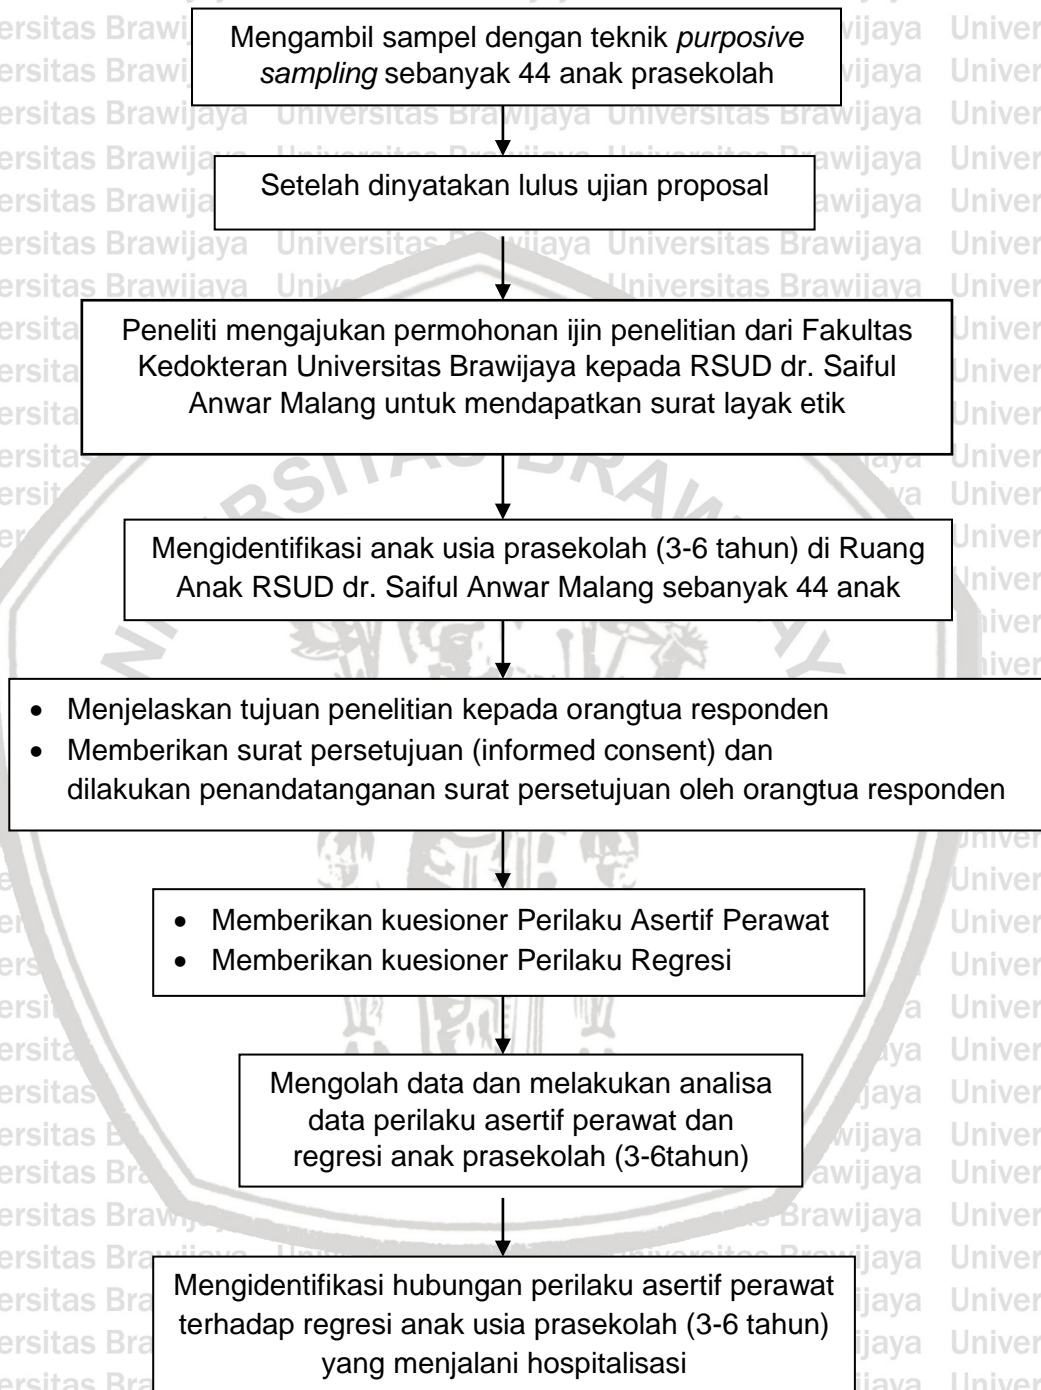 Mengambil sampel dengan teknik purposive
sampling sebanyak 44 anak prasekolah
Setelah dinyatakan lulus ujian proposal
Peneliti mengajukan permohonan ijin penelitian dari Fakultas
Kedokteran Universitas Brawijaya kepada RSUD dr. Saiful
Anwar Malang untuk mendapatkan surat layak etik
Mengidentifikasi anak usia prasekolah (3-6 tahun) di Ruang
Anak RSUD dr. Saiful Anwar Malang sebanyak 44 anak
• Menjelaskan tujuan penelitian kepada orangtua responden
• Memberikan surat persetujuan (informed consent) dan
dilakukan penandatanganan surat persetujuan oleh orangtua responden
• Memberikan kuesioner Perilaku Asertif Perawat
• Memberikan kuesioner Perilaku Regresi
Mengolah data dan melakukan analisa
data perilaku asertif perawat dan
regresi anak prasekolah (3-6tahun)
Mengidentifikasi hubungan perilaku asertif perawat
terhadap regresi anak usia prasekolah (3-6 tahun)
yang menjalani hospitalisasi